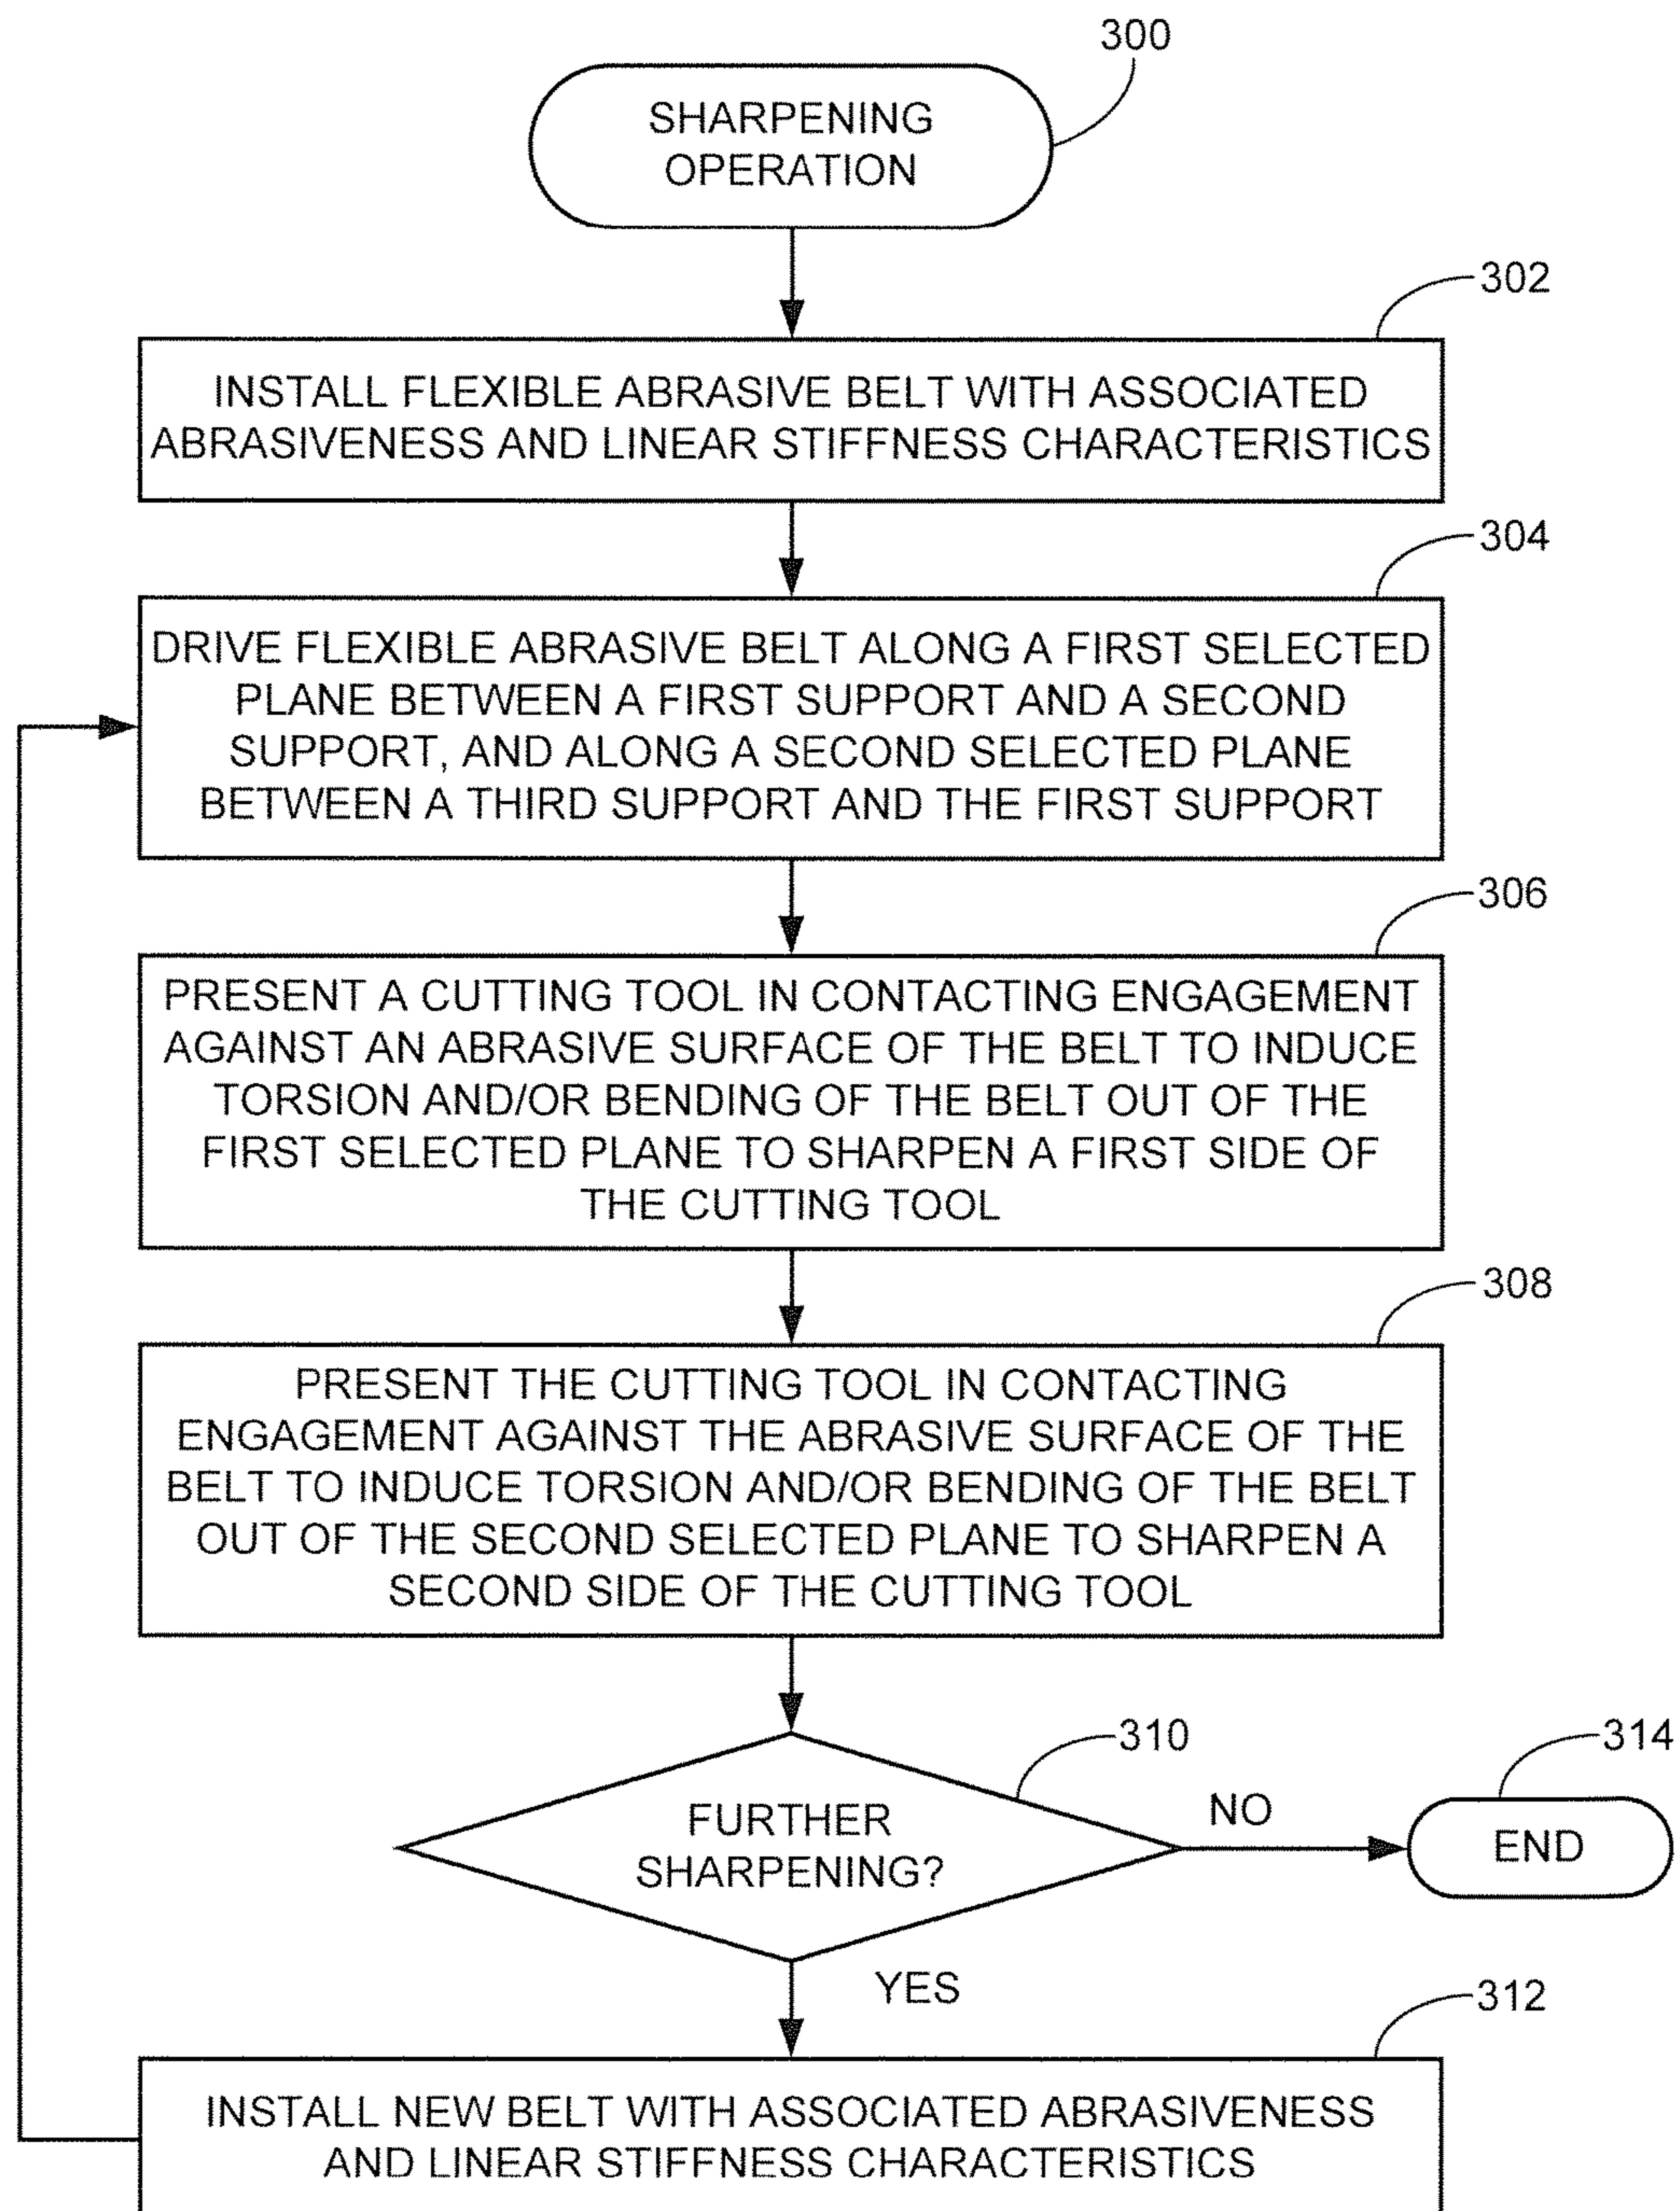 300
SHARPENING
OPERATION
302
INSTALL FLEXIBLE ABRASIVE BELT WITH ASSOCIATED
ABRASIVENESS AND LINEAR STIFFNESS CHARACTERISTICS
304
DRIVE FLEXIBLE ABRASIVE BELT ALONG A FIRST SELECTED
PLANE BETWEEN A FIRST SUPPORT AND A SECOND
SUPPORT, AND ALONG A SECOND SELECTED PLANE
BETWEEN A THIRD SUPPORT AND THE FIRST SUPPORT
306
PRESENT A CUTTING TOOL IN CONTACTING ENGAGEMENT
AGAINST AN ABRASIVE SURFACE OF THE BELT TO INDUCE
TORSION AND/OR BENDING OF THE BELT OUT OF THE
FIRST SELECTED PLANE TO SHARPEN A FIRST SIDE OF
THE CUTTING TOOL
308
PRESENT THE CUTTING TOOL IN CONTACTING
ENGAGEMENT AGAINST THE ABRASIVE SURFACE OF THE
BELT TO INDUCE TORSION AND/OR BENDING OF THE BELT
OUT OF THE SECOND SELECTED PLANE TO SHARPEN A
SECOND SIDE OF THE CUTTING TOOL
310
314
FURTHER
SHARPENING?
NO
END
YES
312
INSTALL NEW BELT WITH ASSOCIATED ABRASIVENESS
AND LINEAR STIFFNESS CHARACTERISTICS